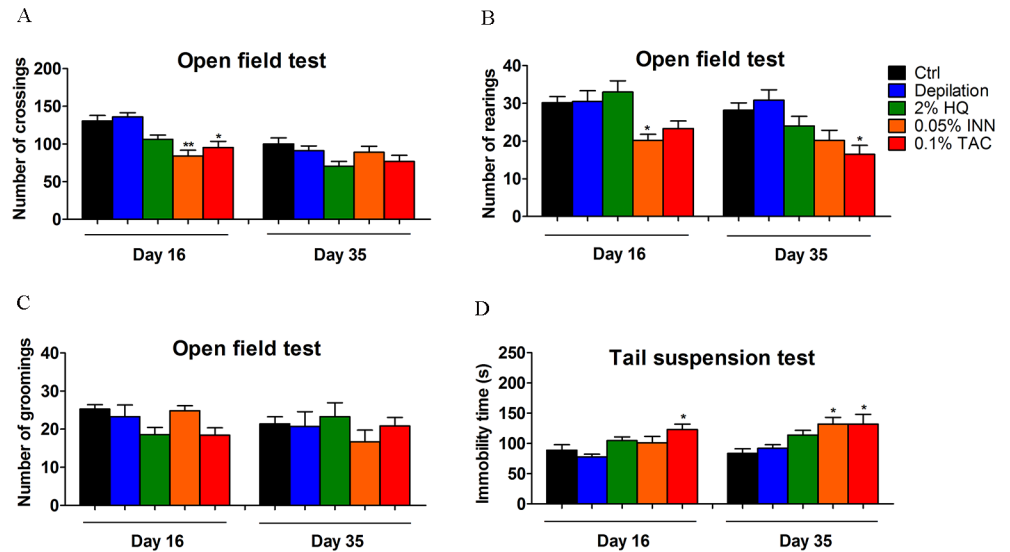 A
Open field test
Number of crossings
200
150
100
50
0
**
*
Day 16
Day 35
B
Open field test
Number of rearings
40
30
20
10
0
*
*
Day 16
Day 35
Ctrl
Depilation
2% HQ
0.05% INN
0.1% TAC
C
Open field test
Number of groomings
40
30
20
10
0
Day 16
Day 35
D
Tail suspension test
Immobility time (s)
250
200
150
100
50
0
*
*
*
Day 16
Day 35